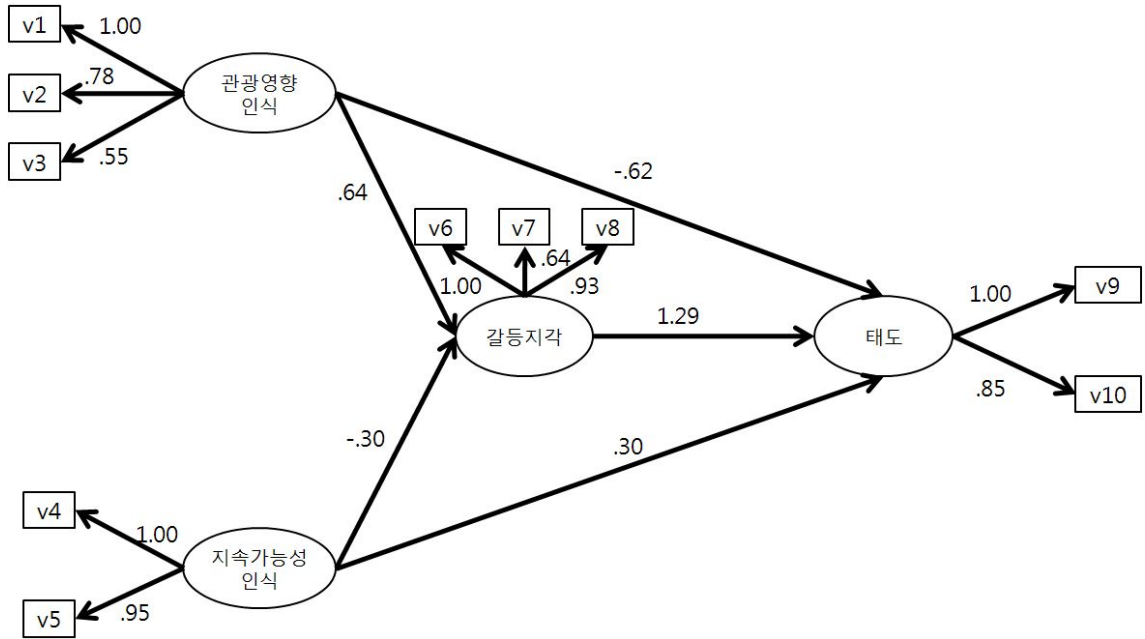 v1
1.00
v2
.78
v3
.55
관광영향
인식
-.62
.64
v6
v7
v8
1.00
.64
.93
갈등지각
1.29
태도
1.00
v9
.85
v10
-.30
.30
v4
1.00
v5
.95
지속가능성
인식